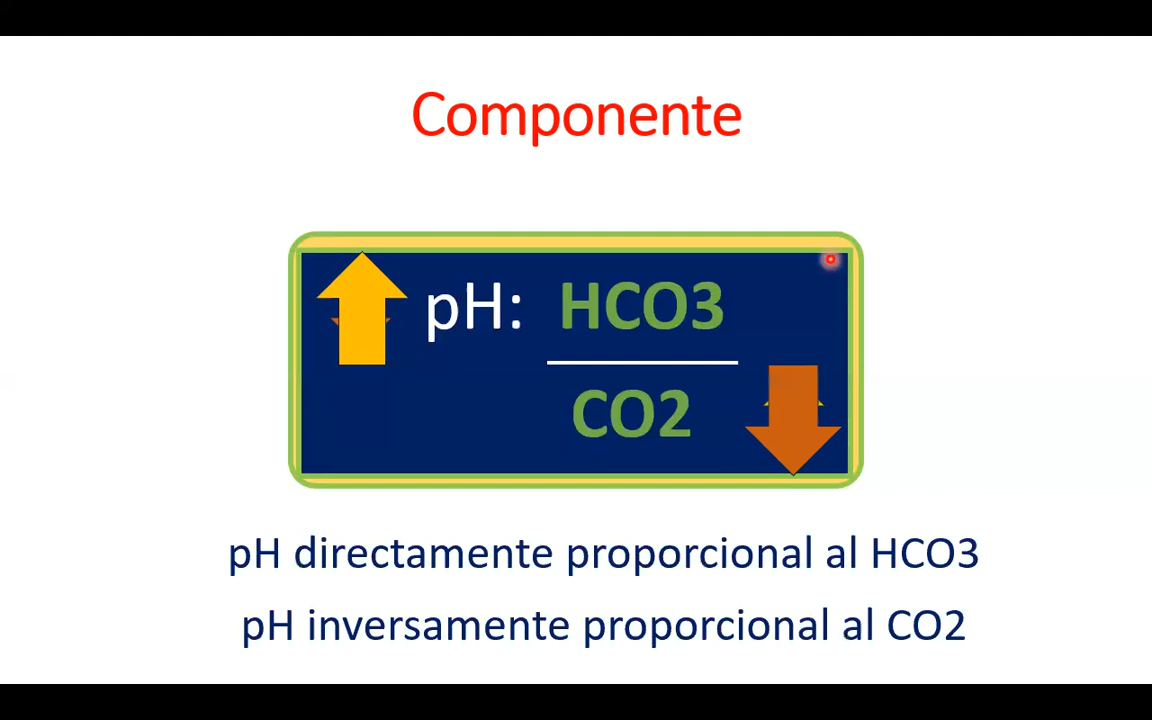 Componente
pH: HCO3
CO2
pH directamente proporcional al HCO3
pH inversamente proporcional al CO2